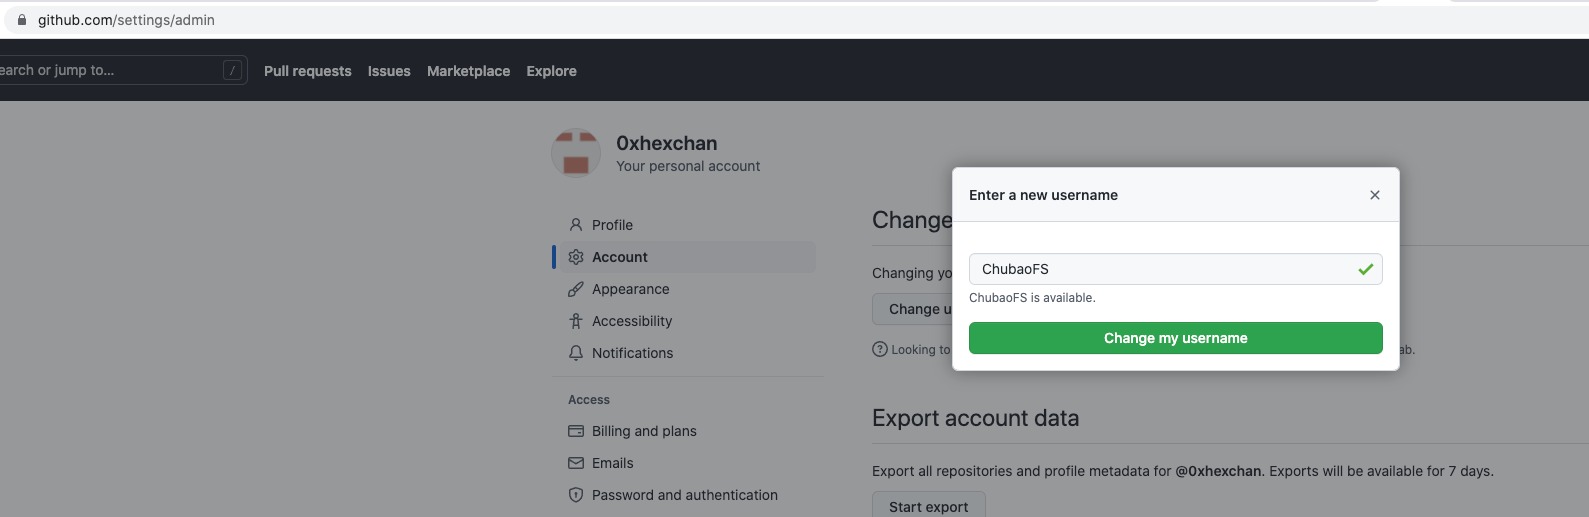 github.com/settings/admin
earch or jump to... / Pull requests Issues Marketplace Explore
0xhexchan
Your personal account
Profile
Account
Appearance
Accessibility
Notifications
Access
Billing and plans
Emails
Password and authentication
Change
Changing yo
Change u
Looking to
ab.
Enter a new username
ChubaoFS
ChubaoFS is available.
Change my username
Export account data
Export all repositories and profile metadata for @0xhexchan. Exports will be available for 7 days.
Start export